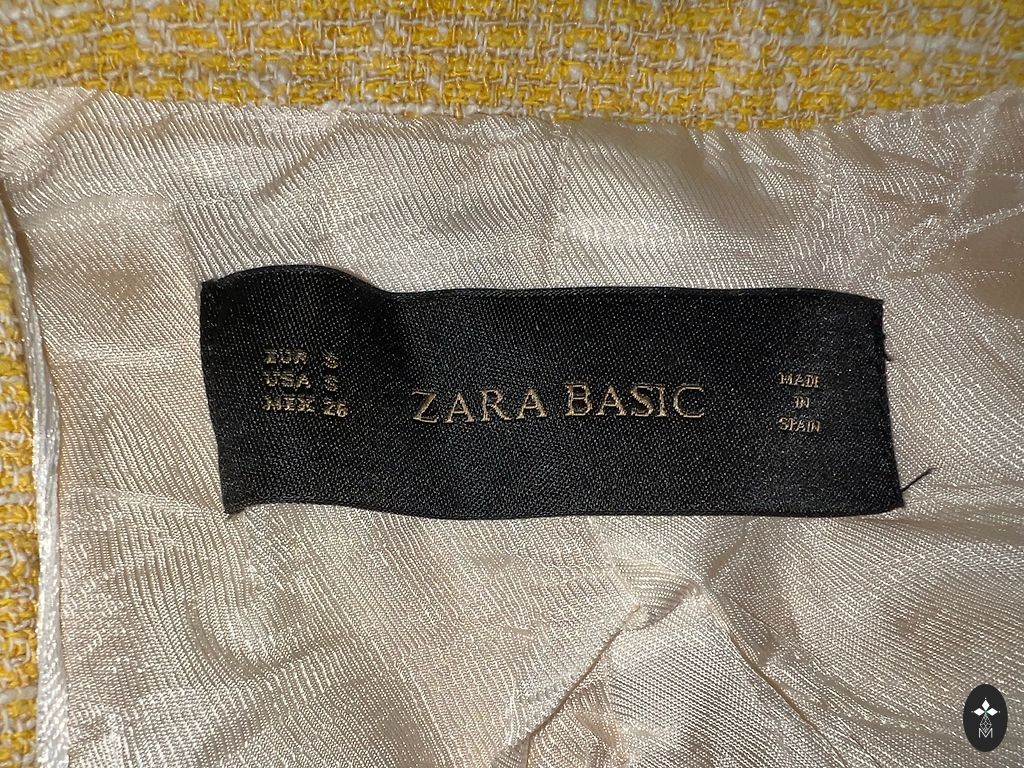 EUR S
USA S
MEX 26
ZARA BASIC
MADE
IN
SPAIN
M